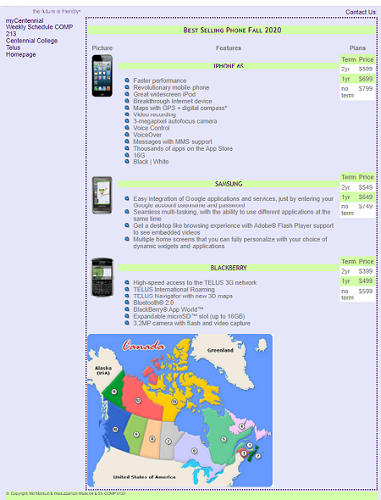 the future is friendly®
Contact Us:
myCentennial
Weekly Schedule COMP
213
Centennial College
Telus
Homepage
BEST SELLING PHONE FALL 2020
Picture Features Plans
IPHONE 6S
Term Price
2yr $599
1yr $699
no term $799
Faster performance
Revolutionary mobile phone
Great widescreen iPod
Breakthrough Internet device
Maps with GPS + digital compass*
Video recording
3-megapixel autofocus camera
Voice Control
VoiceOver
Messages with MMS support
Thousands of apps on the App Store
16G
Black | White
SAMSUNG
Term Price
2yr $549
1yr $649
no term $749
Easy integration of Google applications and services, just by entering your
Google account username and password
Seamless multi-tasking, with the ability to use different applications at the
same time
Get a desktop like browsing experience with Adobe® Flash Player support
to see embedded videos
Multiple home screens that you can fully personalize with your choice of
dynamic widgets and applications
BLACKBERRY
Term Price
2yr $399
1yr $499
no term $599
High-speed access to the TELUS 3G network
TELUS International Roaming
TELUS Navigator with new 3D maps
Bluetooth® 2.0
BlackBerry® App World™
Expandable microSD™ slot (up to 16GB)
3.2MP camera with flash and video capture
Canada
Greenland
Alaska
(USA)
United States of America
© Copyright